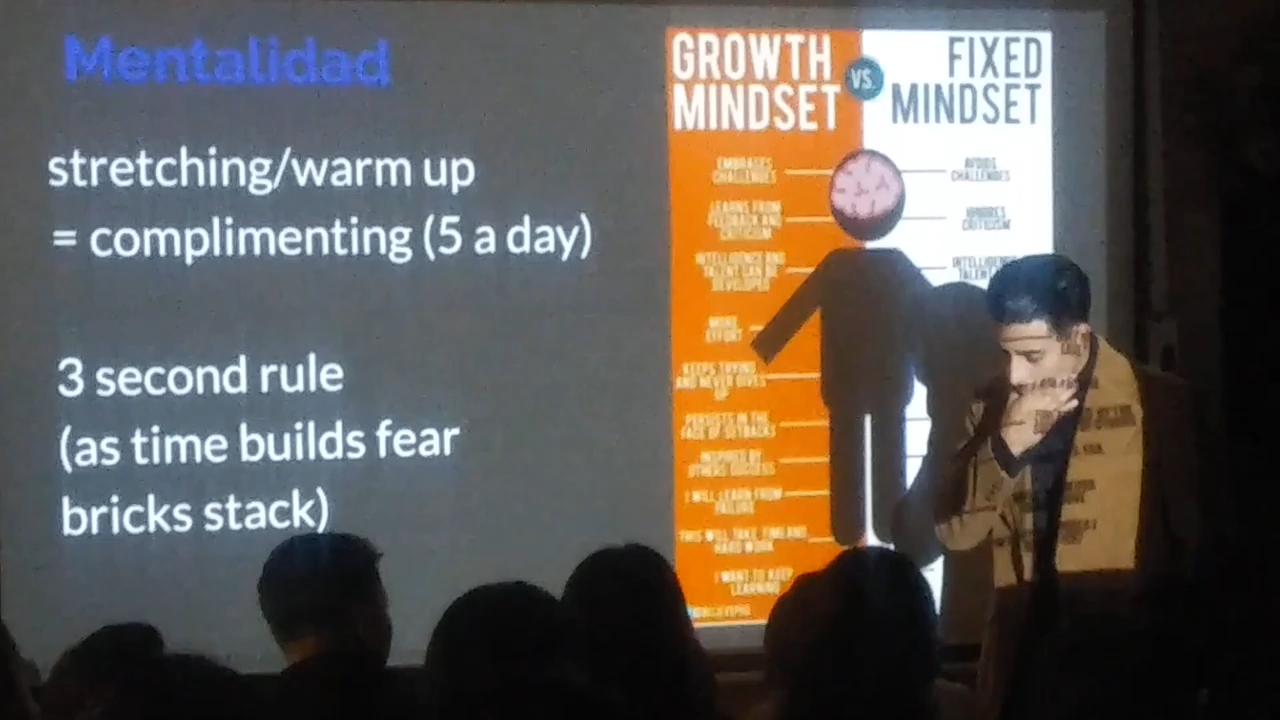 Mentalidad
stretching/warm up
= complimenting (5 a day)
3 second rule
(as time builds fear
bricks stack)
GROWTH
MINDSET
VS.
FIXED
MINDSET
EMBRACES
CHALLENGES
LEARNS FROM
FEEDBACK AND
CRITICISM
INTELLIGENCE AND
TALENT CAN BE
DEVELOPED
MORE
EFFORT
KEEPS TRYING
AND NEVER GIVES
UP
PERSISTS IN THE
FACE OF SETBACKS
INSPIRED BY
OTHERS' SUCCESS
I WILL LEARN FROM
FAILURE
THIS WILL TAKE TIME AND
HARD WORK
I WANT TO KEEP
LEARNING
AVOIDS
CHALLENGES
IGNORES
CRITICISM